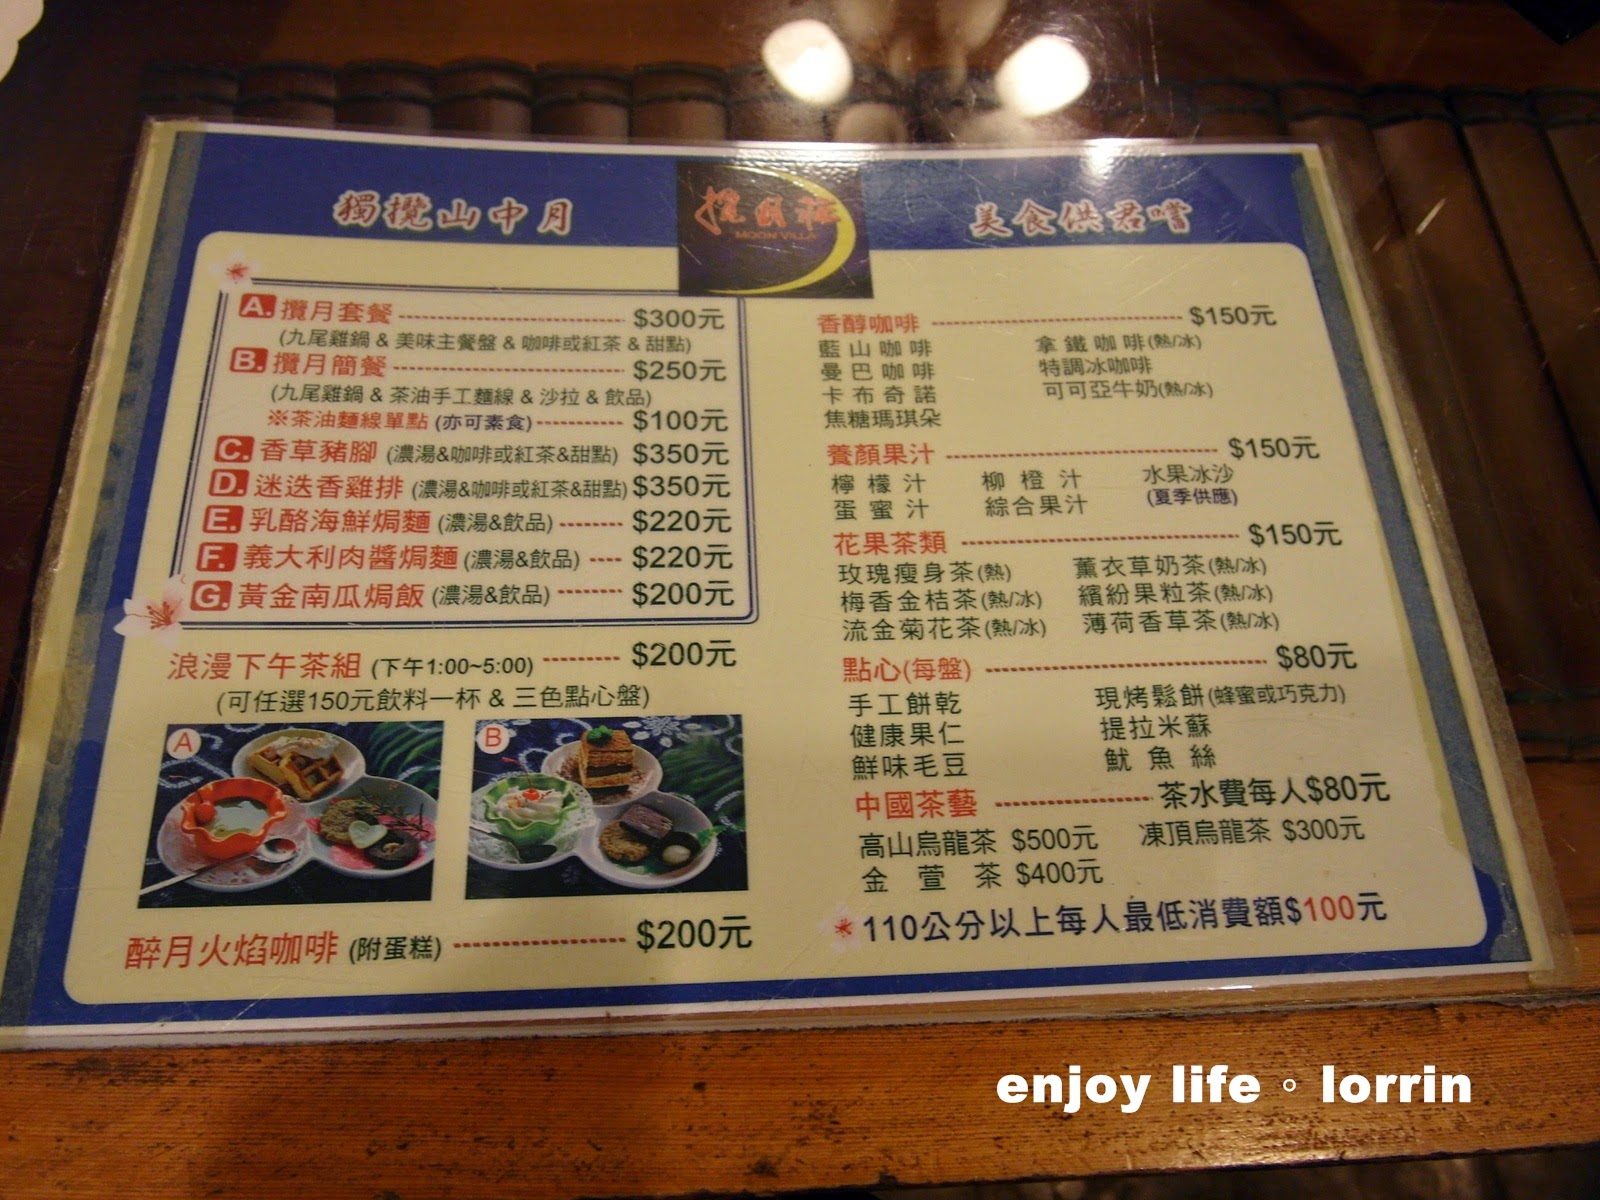 獨攬山中月
攬月莊
MOON VILLA
美食供君嚐
A. 攬月套餐 $300元
(九尾雞鍋 & 美味主餐盤 & 咖啡或紅茶 & 甜點)
B. 攬月簡餐 $250元
(九尾雞鍋 & 茶油手工麵線 & 沙拉 & 飲品)
※茶油麵線單點 (亦可素食) $100元
C. 香草豬腳 (濃湯&咖啡或紅茶&甜點) $350元
D. 迷迭香雞排 (濃湯&咖啡或紅茶&甜點) $350元
E. 乳酪海鮮焗麵 (濃湯&飲品) $220元
F. 義大利肉醬焗麵 (濃湯&飲品) $220元
G. 黃金南瓜焗飯 (濃湯&飲品) $200元
浪漫下午茶組 (下午1:00~5:00) $200元
(可任選150元飲料一杯 & 三色點心盤)
A B
醉月火焰咖啡 (附蛋糕) $200元
香醇咖啡 $150元
藍山咖啡 拿鐵咖啡(熱/冰)
曼巴咖啡 特調冰咖啡
卡布奇諾 可可亞牛奶(熱/冰)
焦糖瑪琪朵
養顏果汁 $150元
檸檬汁 柳橙汁 水果冰沙
蛋蜜汁 綜合果汁 (夏季供應)
花果茶類 $150元
玫瑰瘦身茶(熱) 薰衣草奶茶(熱/冰)
梅香金桔茶(熱/冰) 繽紛果粒茶(熱/冰)
流金菊花茶(熱/冰) 薄荷香草茶(熱/冰)
點心(每盤) $80元
手工餅乾 現烤鬆餅(蜂蜜或巧克力)
健康果仁 提拉米蘇
鮮味毛豆 魷魚絲
中國茶藝 茶水費每人$80元
高山烏龍茶 $500元 凍頂烏龍茶 $300元
金萱茶 $400元
110公分以上每人最低消費額$100元
enjoy life。lorrin